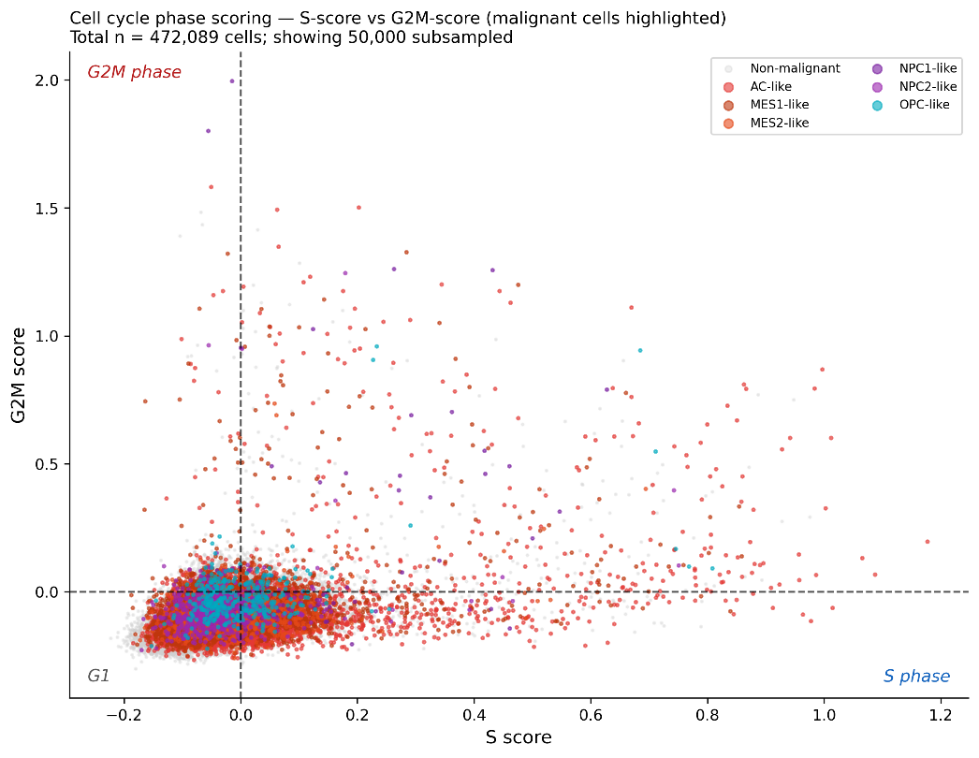 Cell cycle phase scoring — S-score vs G2M-score (malignant cells highlighted)
Total n = 472,089 cells; showing 50,000 subsampled
G2M phase
Non-malignant
AC-like
MES1-like
MES2-like
NPC1-like
NPC2-like
OPC-like
2.0
1.5
1.0
0.5
0.0
G2M score
G1
S phase
−0.2
0.0
0.2
0.4
0.6
0.8
1.0
1.2
S score